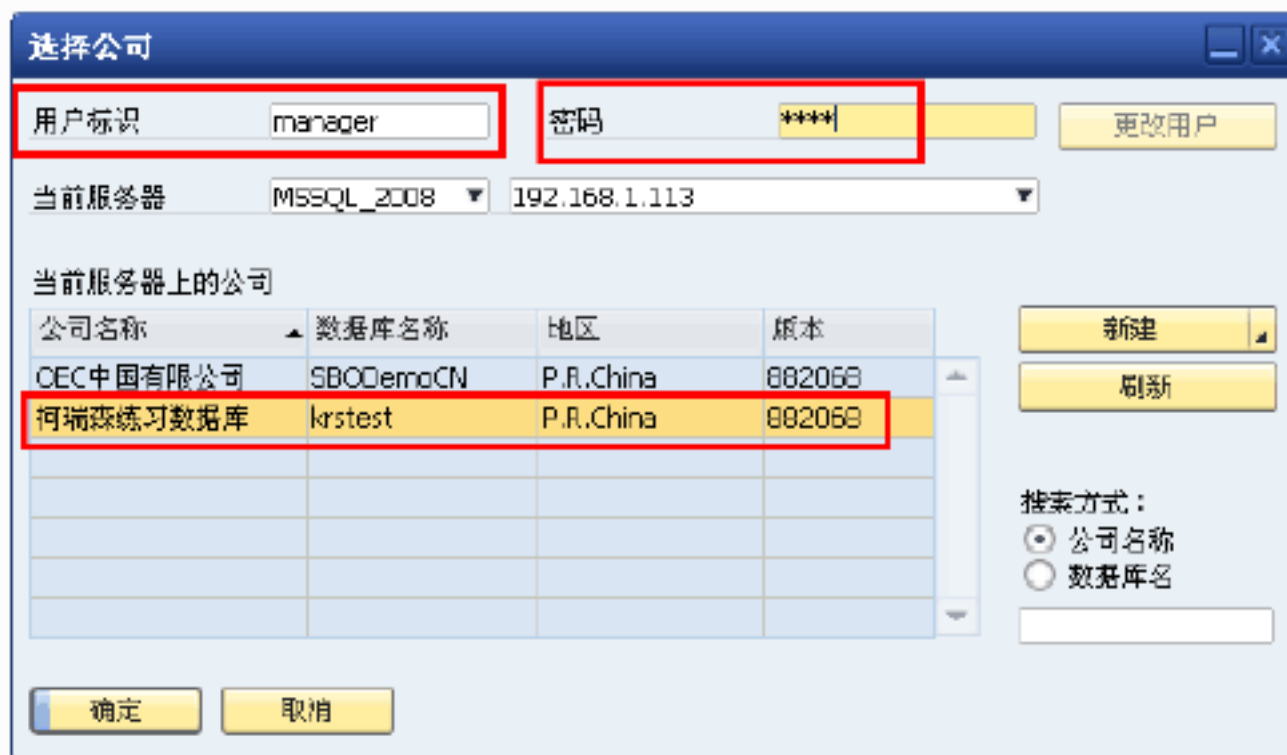 选择公司
用户标识 manager 密码 **** 更改用户
当前服务器 MSSQL_2008 192.168.1.113
当前服务器上的公司
公司名称 数据库名称 地区 版本
OEC中国有限公司 SBODemoCN P.R.China 882068
柯瑞森练习数据库 krstest P.R.China 882068
新建
刷新
搜索方式：
公司名称
数据库名
确定 取消